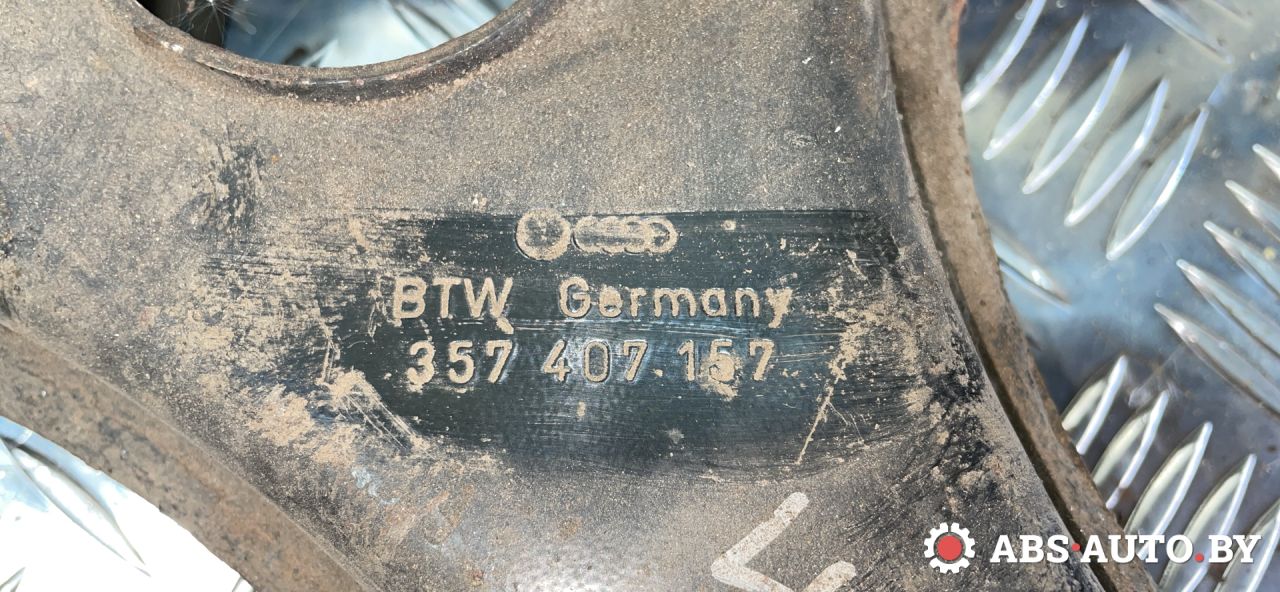 BTW Germany
357 407 157
ABS-AUTO.BY